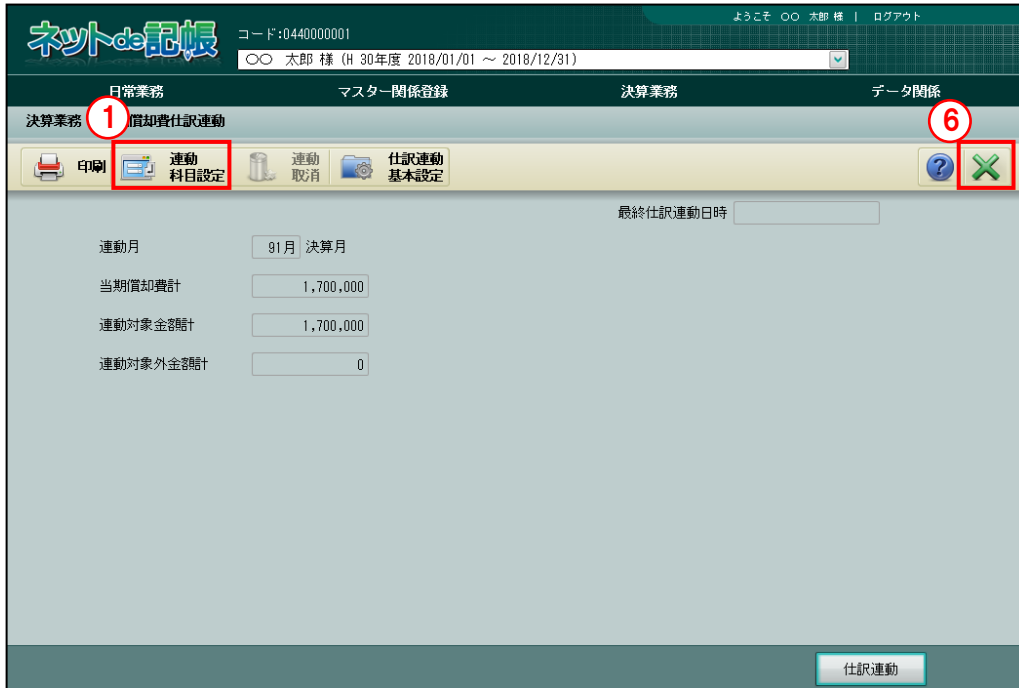 ようこそ 〇〇 太郎 様 | ログアウト
ネットde記帳
コード:0440000001
〇〇 太郎 様 (H 30年度 2018/01/01 ～ 2018/12/31)
日常業務 マスター関係登録 決算業務 データ関係
決算業務 償却費仕訳連動
① ⑥
印刷 連動科目設定 連動取消 仕訳連動基本設定 ?
最終仕訳連動日時
連動月 91月 決算月
当期償却費計 1,700,000
連動対象金額計 1,700,000
連動対象外金額計 0
仕訳連動